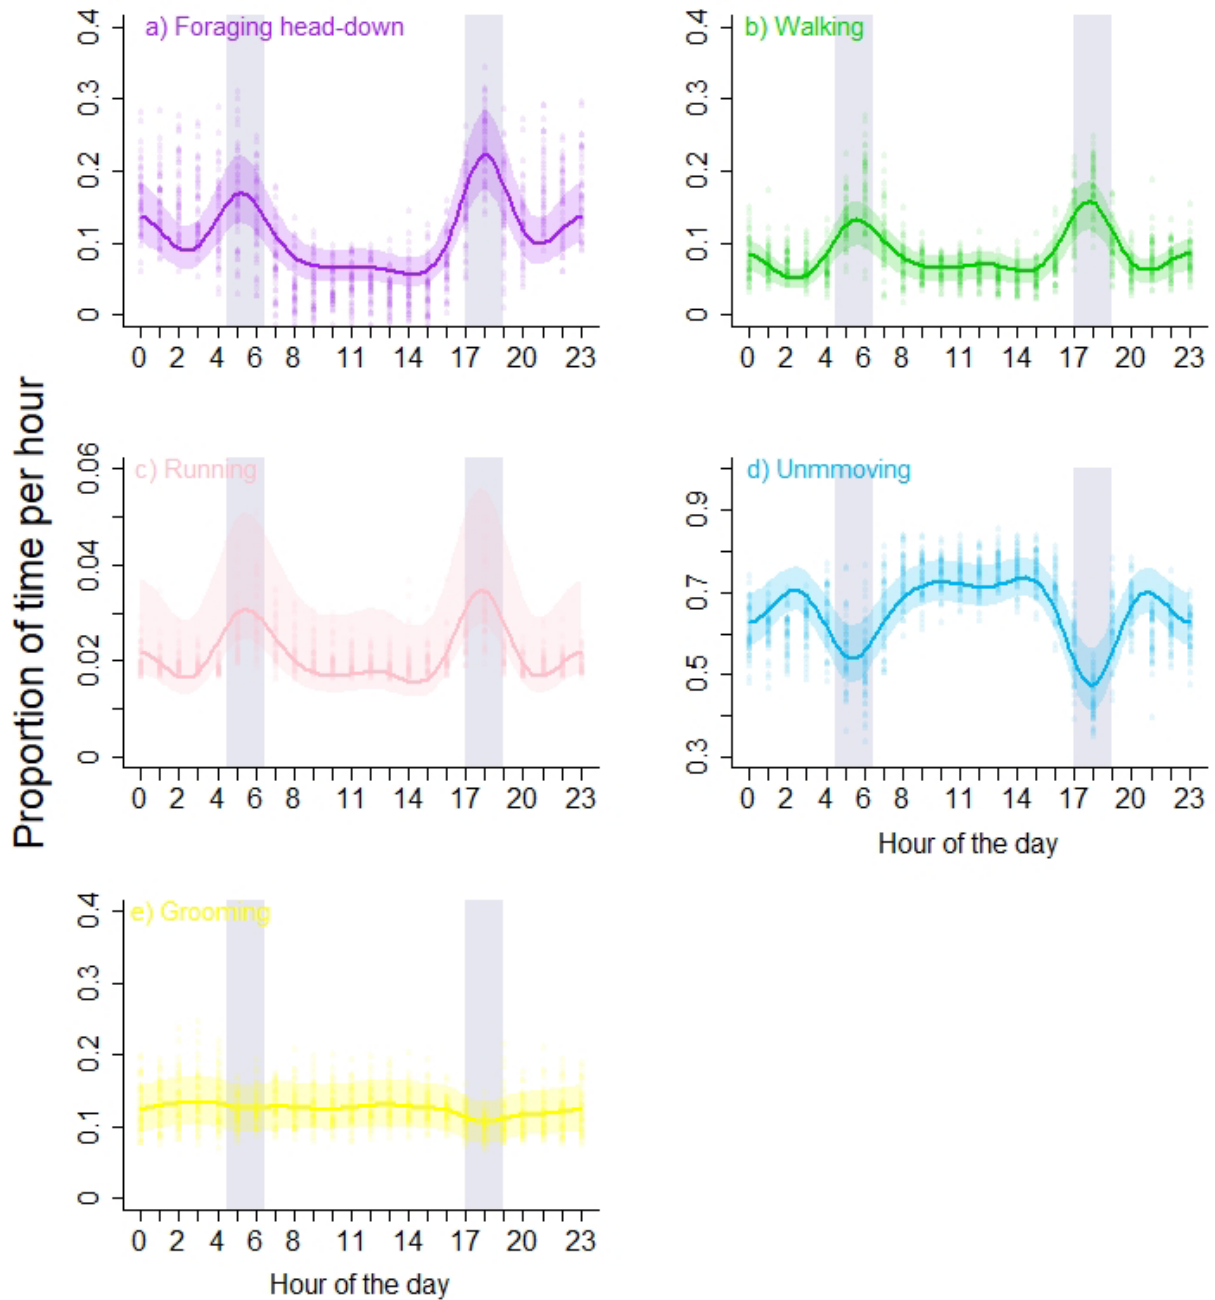 Proportion of time per hour
a) Foraging head-down
0.4
0.3
0.2
0.1
0
0 2 4 6 8 11 14 17 20 23
b) Walking
0.4
0.3
0.2
0.1
0
0 2 4 6 8 11 14 17 20 23
c) Running
0.06
0.04
0.02
0
0 2 4 6 8 11 14 17 20 23
d) Unmmoving
0.9
0.7
0.5
0.3
0 2 4 6 8 11 14 17 20 23
Hour of the day
e) Grooming
0.4
0.3
0.2
0.1
0
0 2 4 6 8 11 14 17 20 23
Hour of the day